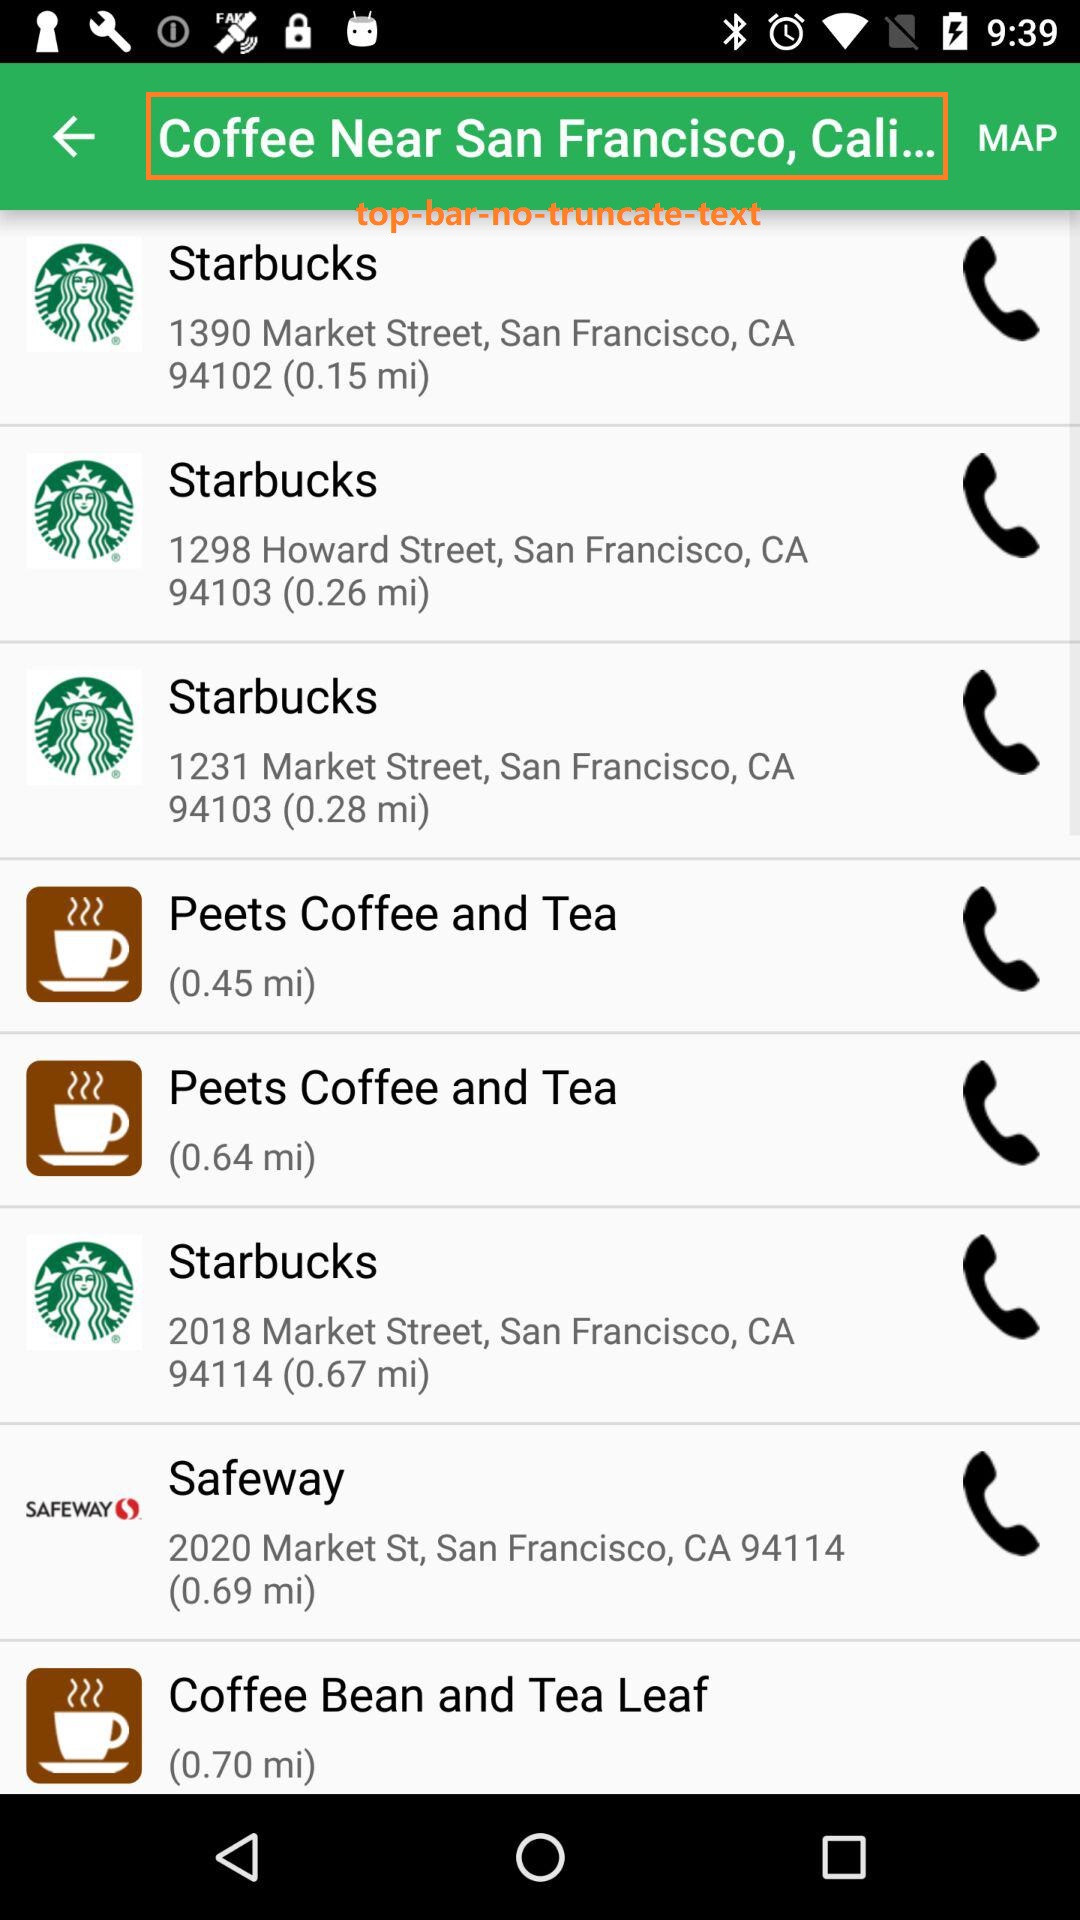 FAKE
9:39
Coffee Near San Francisco, Cali...
MAP
top-bar-no-truncate-text
Starbucks
1390 Market Street, San Francisco, CA
94102 (0.15 mi)
Starbucks
1298 Howard Street, San Francisco, CA
94103 (0.26 mi)
Starbucks
1231 Market Street, San Francisco, CA
94103 (0.28 mi)
Peets Coffee and Tea
(0.45 mi)
Peets Coffee and Tea
(0.64 mi)
Starbucks
2018 Market Street, San Francisco, CA
94114 (0.67 mi)
Safeway
SAFEWAY
2020 Market St, San Francisco, CA 94114
(0.69 mi)
Coffee Bean and Tea Leaf
(0.70 mi)